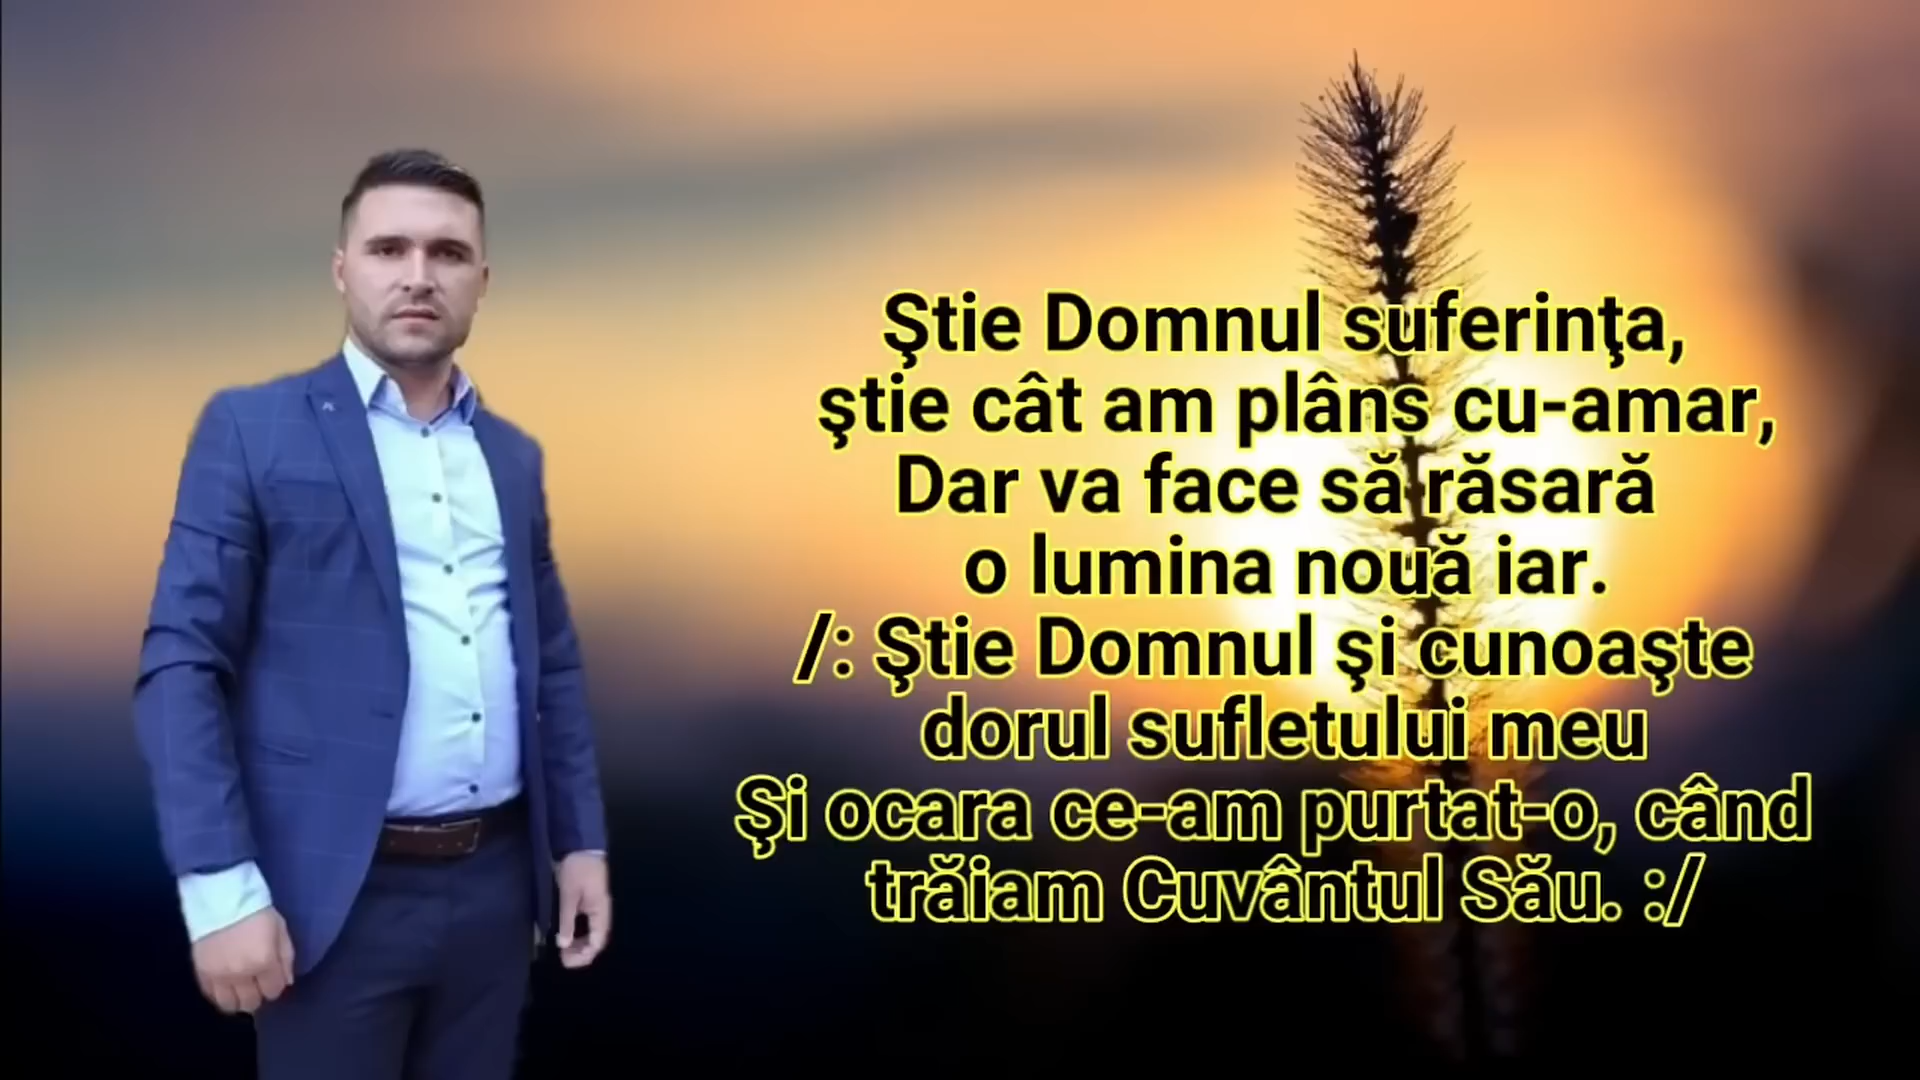 Ştie Domnul suferinţa,
ştie cât am plâns cu-amar,
Dar va face să răsară
o lumina nouă iar.
/: Ştie Domnul şi cunoaşte
dorul sufletului meu
Şi ocara ce-am purtat-o, când
trăiam Cuvântul Său. :/